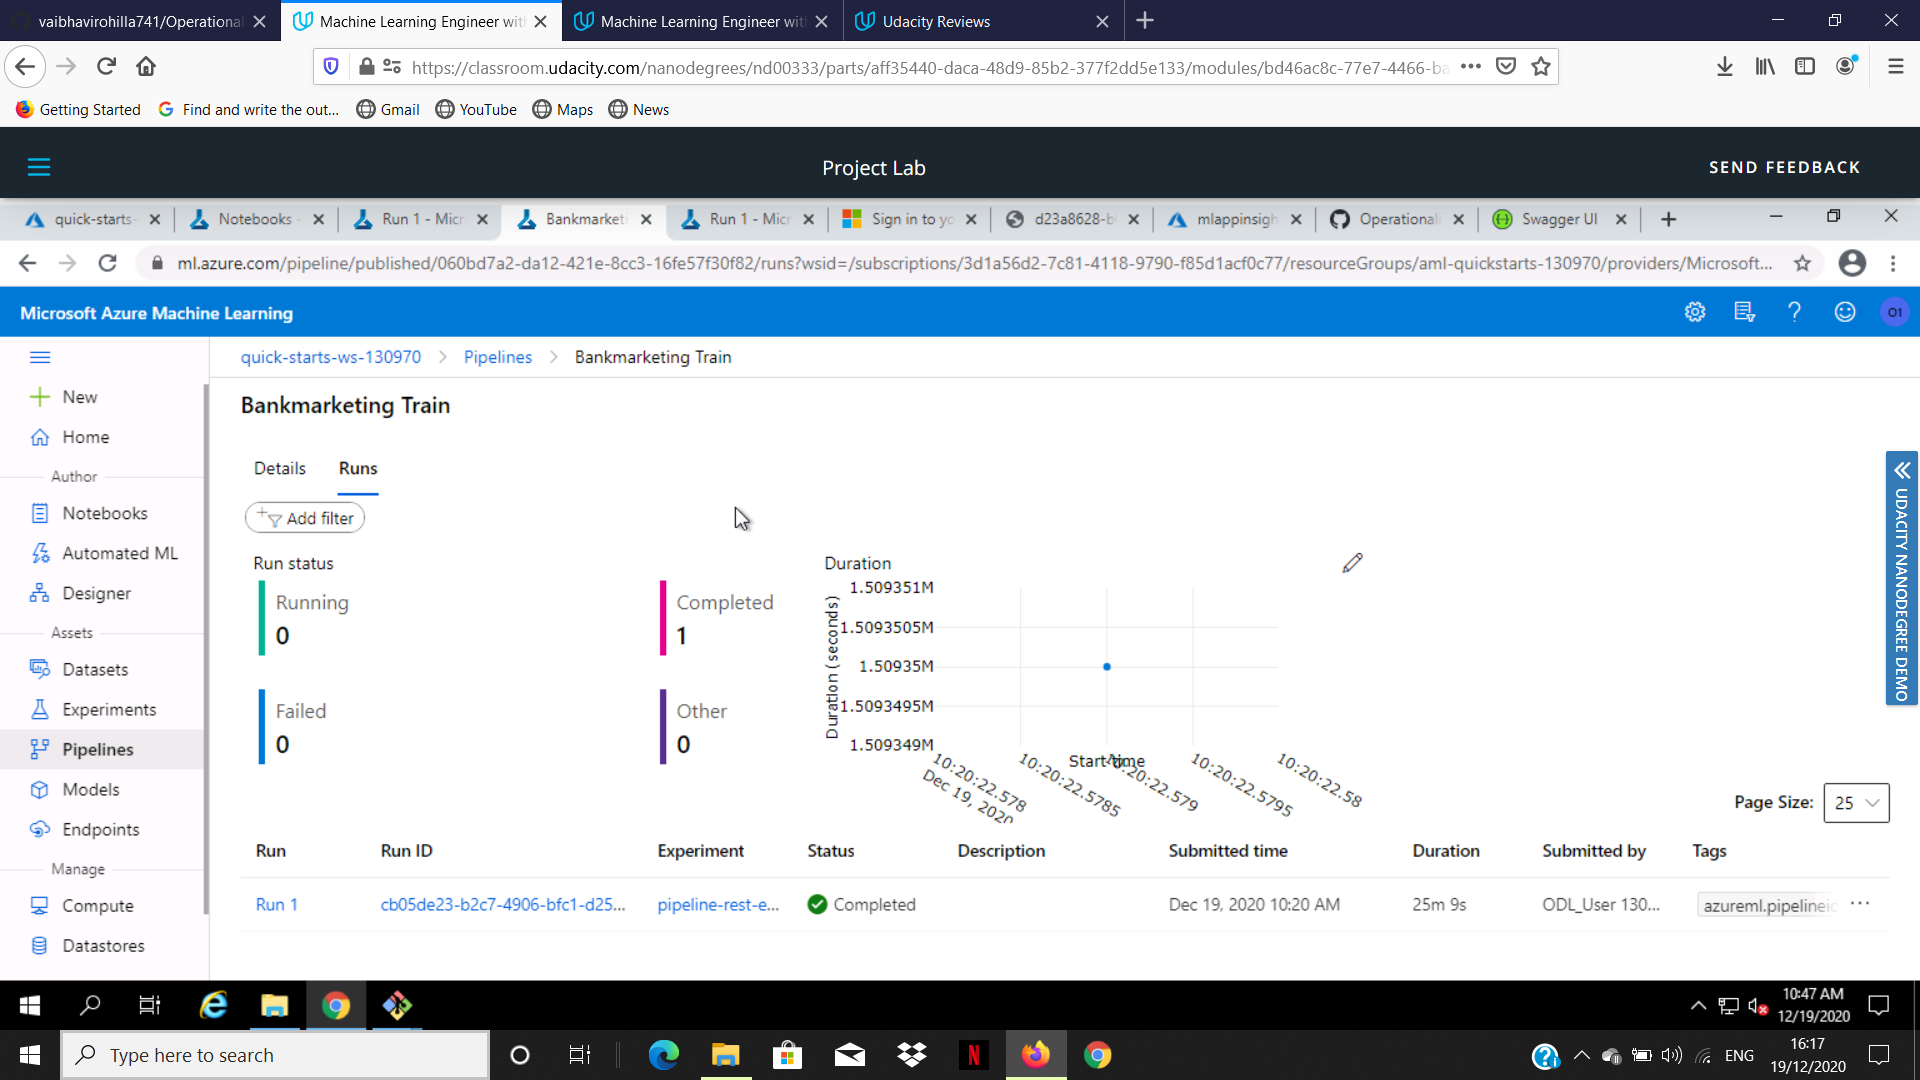 vaibhavirohilla741/Operational
Machine Learning Engineer wit
Machine Learning Engineer wit
Udacity Reviews
https://classroom.udacity.com/nanodegrees/nd00333/parts/aff35440-daca-48d9-85b2-377f2dd5e133/modules/bd46ac8c-77e7-4466-ba
Getting Started
Find and write the out...
Gmail
YouTube
Maps
News
Project Lab
SEND FEEDBACK
quick-starts-
Notebooks -
Run 1 - Micr
Bankmarketi
Run 1 - Micr
Sign in to yo
d23a8628-b
mlappinsigh
Operational
Swagger UI
ml.azure.com/pipeline/published/060bd7a2-da12-421e-8cc3-16fe57f30f82/runs?wsid=/subscriptions/3d1a56d2-7c81-4118-9790-f85d1acf0c77/resourceGroups/aml-quickstarts-130970/providers/Microsoft...
Microsoft Azure Machine Learning
O1
quick-starts-ws-130970
Pipelines
Bankmarketing Train
New
Home
Author
Notebooks
Automated ML
Designer
Assets
Datasets
Experiments
Pipelines
Models
Endpoints
Manage
Compute
Datastores
Bankmarketing Train
Details
Runs
Add filter
Run status
Running
0
Completed
1
Failed
0
Other
0
Duration
Duration (seconds)
1.509351M
1.5093505M
1.50935M
1.5093495M
1.509349M
10:20:22.578
Dec 19, 2020
10:20:22.5785
10:20:22.579
10:20:22.5795
10:20:22.58
Start time
UDACITY NANODEGREE DEMO
Page Size:
25
Run
Run ID
Experiment
Status
Description
Submitted time
Duration
Submitted by
Tags
Run 1
cb05de23-b2c7-4906-bfc1-d25...
pipeline-rest-e...
Completed
Dec 19, 2020 10:20 AM
25m 9s
ODL_User 130...
azureml.pipelineid
...
10:47 AM
12/19/2020
Type here to search
ENG
16:17
19/12/2020